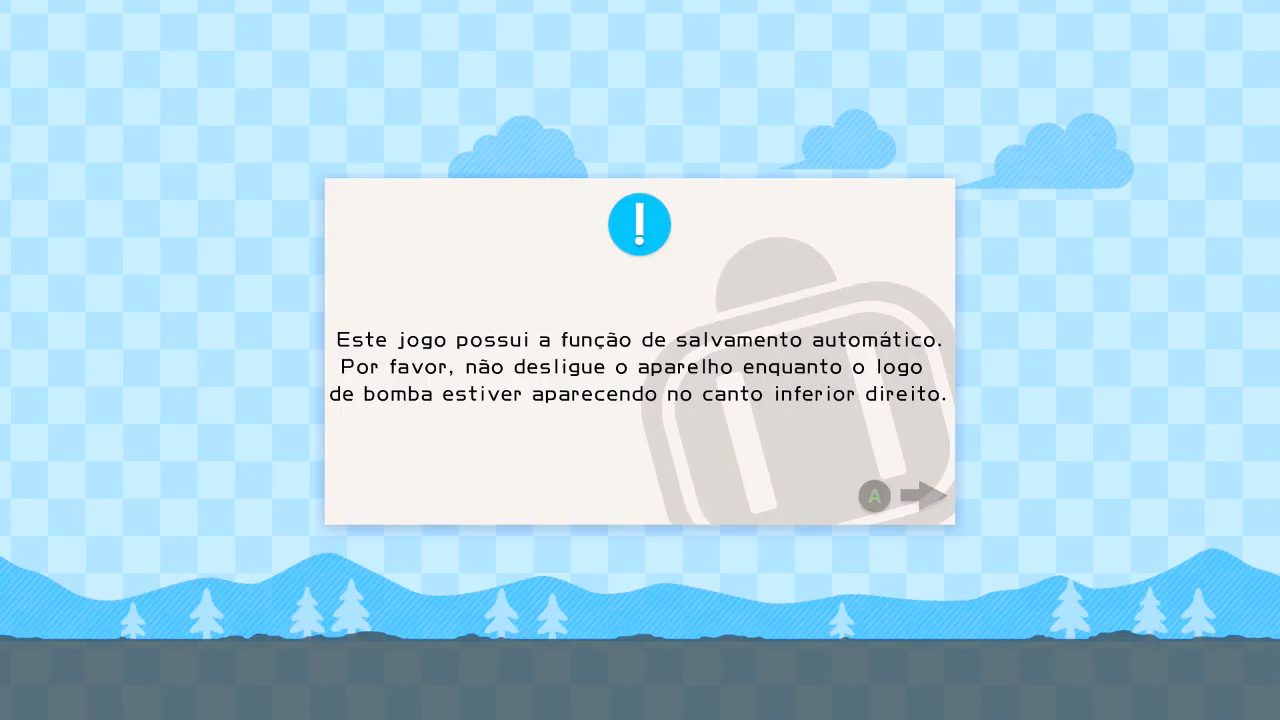 !
Este jogo possui a função de salvamento automático.
Por favor, não desligue o aparelho enquanto o logo
de bomba estiver aparecendo no canto inferior direito.
A